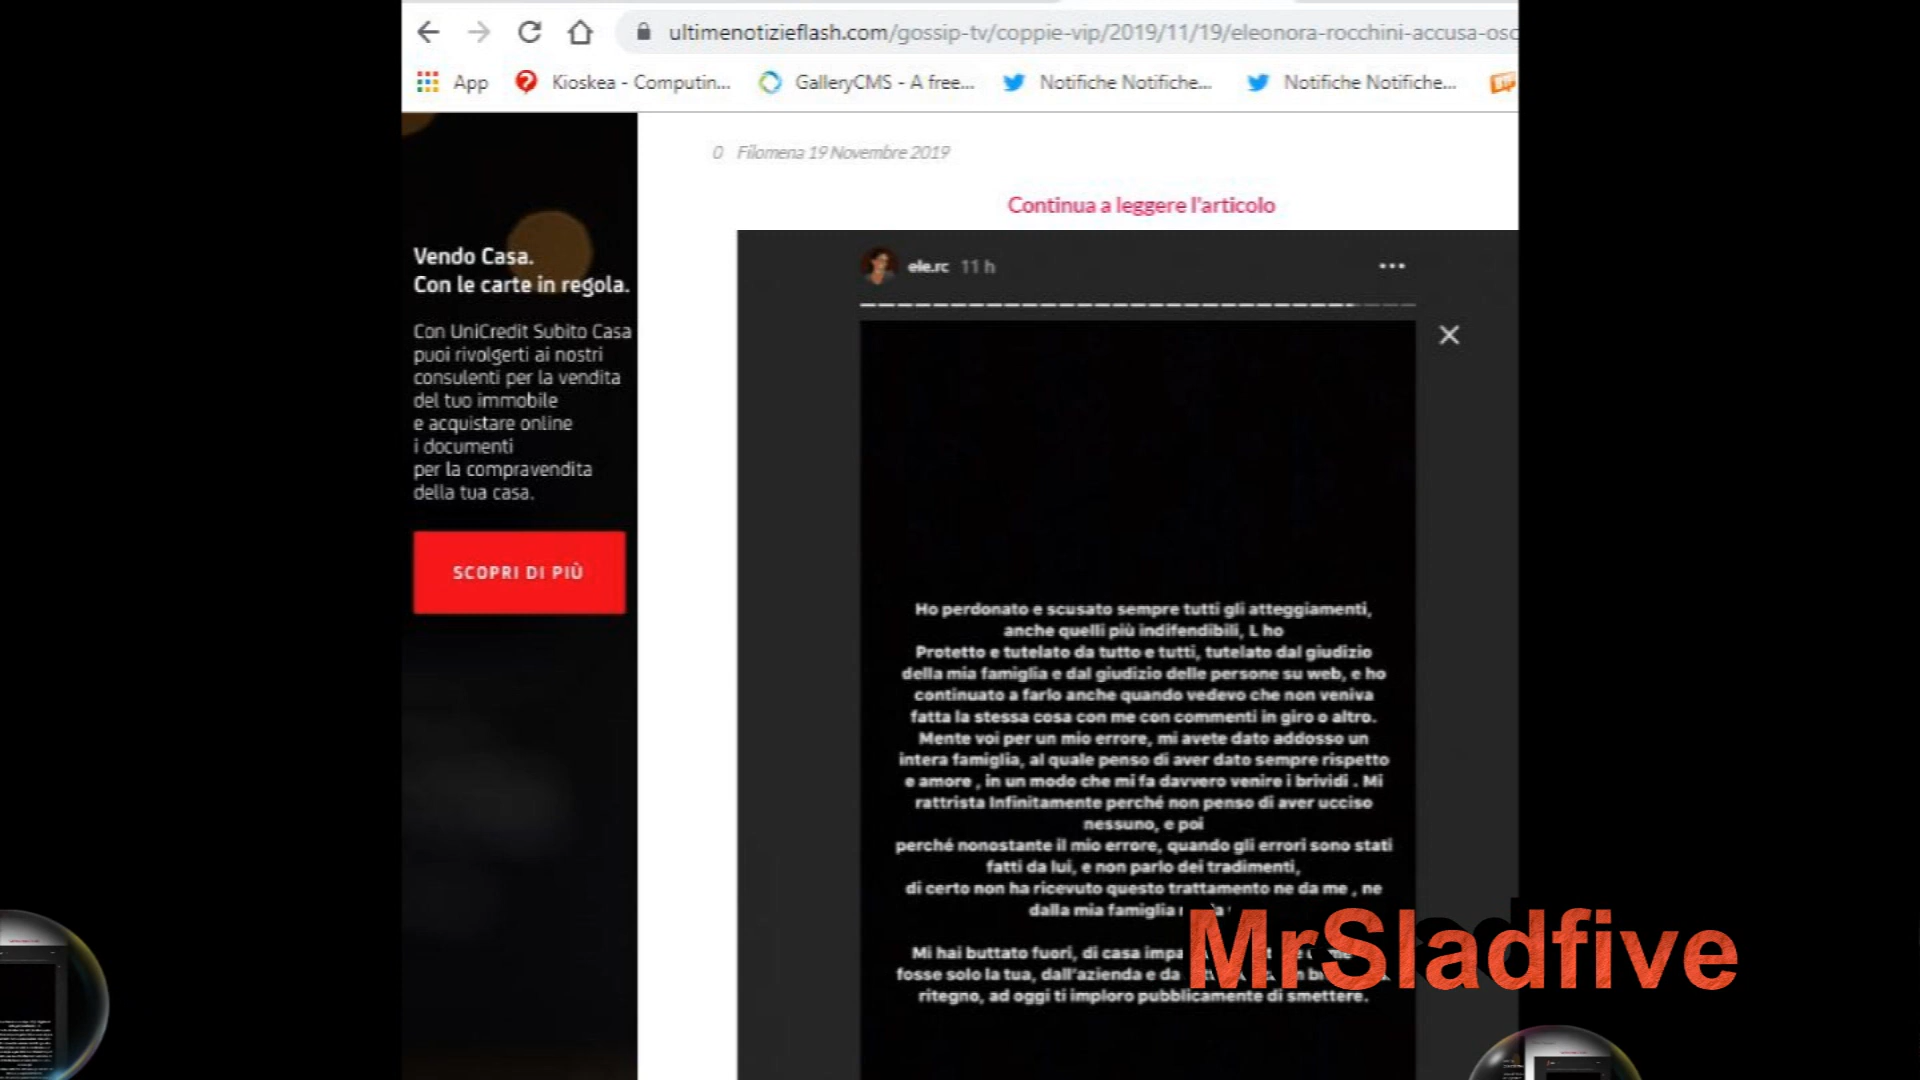 ultimenotizieflash.com/gossip-tv/coppie-vip/2019/11/19/eleonora-rocchini-accusa-osc
App Kioskea - Computin... GalleryCMS - A free... Notifiche Notifiche... Notifiche Notifiche...
0 Filomena 19 Novembre 2019
Continua a leggere l'articolo
Vendo Casa.
Con le carte in regola.
Con UniCredit Subito Casa
puoi rivolgerti ai nostri
consulenti per la vendita
del tuo immobile
e acquistare online
i documenti
per la compravendita
della tua casa.
SCOPRI DI PIÙ
ele.rc 11 h
Ho perdonato e scusato sempre tutti gli atteggiamenti,
anche quelli più indifendibili, L ho
Protetto e tutelato da tutto e tutti, tutelato dal giudizio
della mia famiglia e dal giudizio delle persone su web, e ho
continuato a farlo anche quando vedevo che non veniva
fatta la stessa cosa con me con commenti in giro o altro.
Mente voi per un mio errore, mi avete dato addosso un
intera famiglia, al quale penso di aver dato sempre rispetto
e amore , in un modo che mi fa davvero venire i brividi . Mi
rattrista Infinitamente perché non penso di aver ucciso
nessuno, e poi
perché nonostante il mio errore, quando gli errori sono stati
fatti da lui, e non parlo dei tradimenti,
di certo non ha ricevuto questo trattamento ne da me , ne
dalla mia famiglia
Mi hai buttato fuori, di casa
fosse solo la tua, dall'azienda e da
ritegno, ad oggi ti imploro pubblicamente di smettere.
MrSladfive